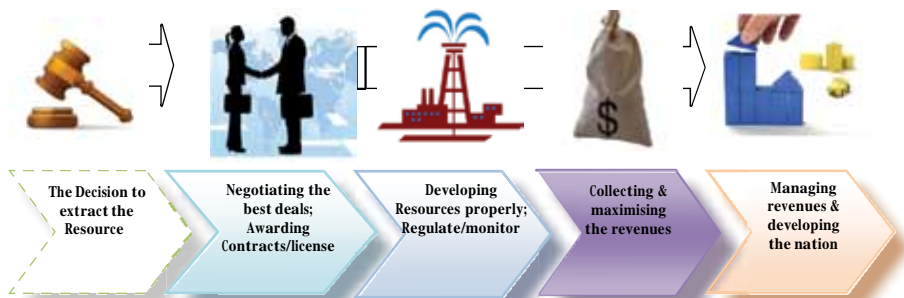 $
The Decision to
extract the
Resource
Negotiating the
best deals;
Awarding
Contracts/license
Developing
Resources properly;
Regulate/monitor
Collecting &
maximising
the revenues
Managing
revenues &
developing
the nation